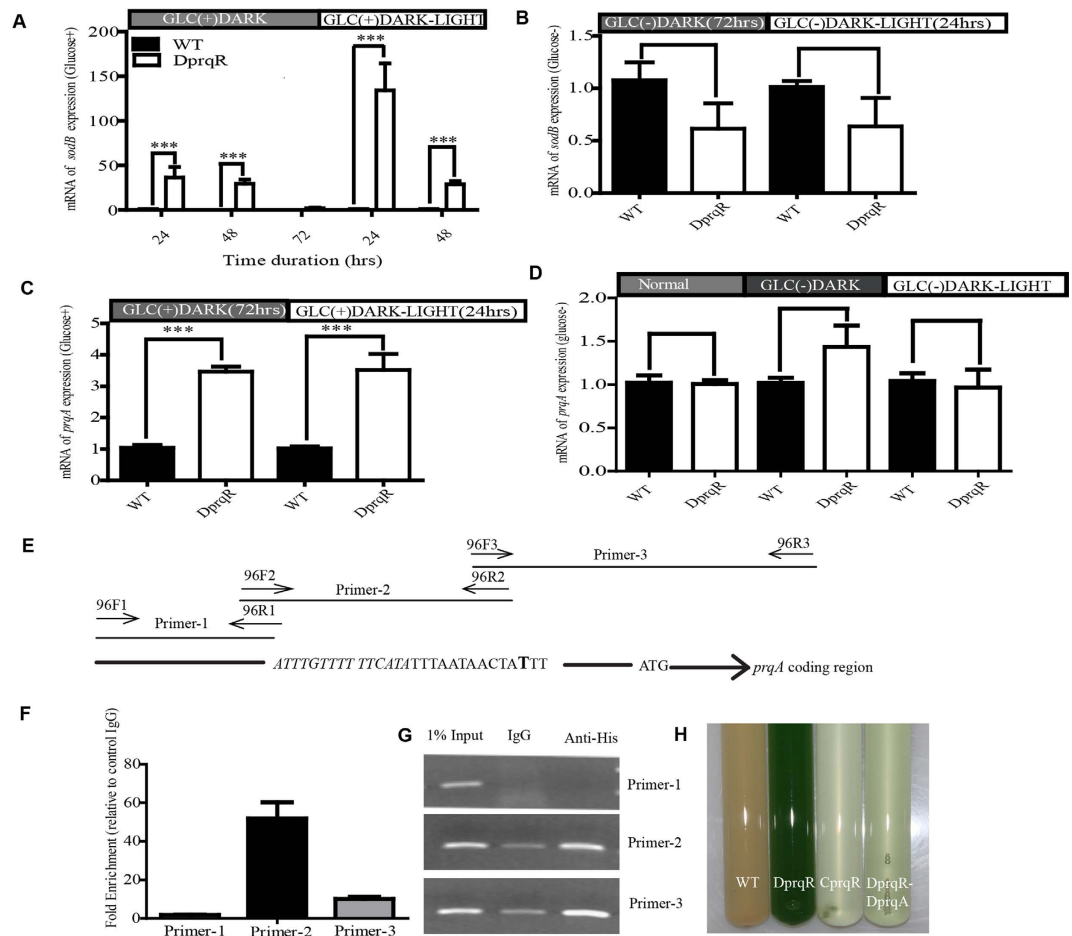 A
GLC(+)DARK
GLC(+)DARK-LIGHT
mRNA of sodB expression (Glucose+)
200
150
100
50
0
WT
DprqR
***
***
***
***
24
48
72
24
48
Time duration (hrs)
B
GLC(-)DARK(72hrs)
GLC(-)DARK-LIGHT(24hrs)
mRNA of sodB expression (Glucose-)
1.5
1.0
0.5
0.0
WT
DprqR
WT
DprqR
C
GLC(+)DARK(72hrs)
GLC(+)DARK-LIGHT(24hrs)
mRNA of prqA expression (Glucose+)
5
4
3
2
1
0
***
***
WT
DprqR
WT
DprqR
D
Normal
GLC(-)DARK
GLC(-)DARK-LIGHT
mRNA of prqA expression (glucose-)
2.0
1.5
1.0
0.5
0.0
WT
DprqR
WT
DprqR
WT
DprqR
E
96F3
Primer-3
96R3
96F2
Primer-2
96R2
96F1
Primer-1
96R1
ATTTGTTTT TTCATATTTAATAACTATTT
ATG
prqA coding region
F
Fold Enrichment (relative to control IgG)
80
60
40
20
0
Primer-1
Primer-2
Primer-3
G
1% Input
IgG
Anti-His
Primer-1
Primer-2
Primer-3
H
WT
DprqR
CprqR
DprqR-
DprqA